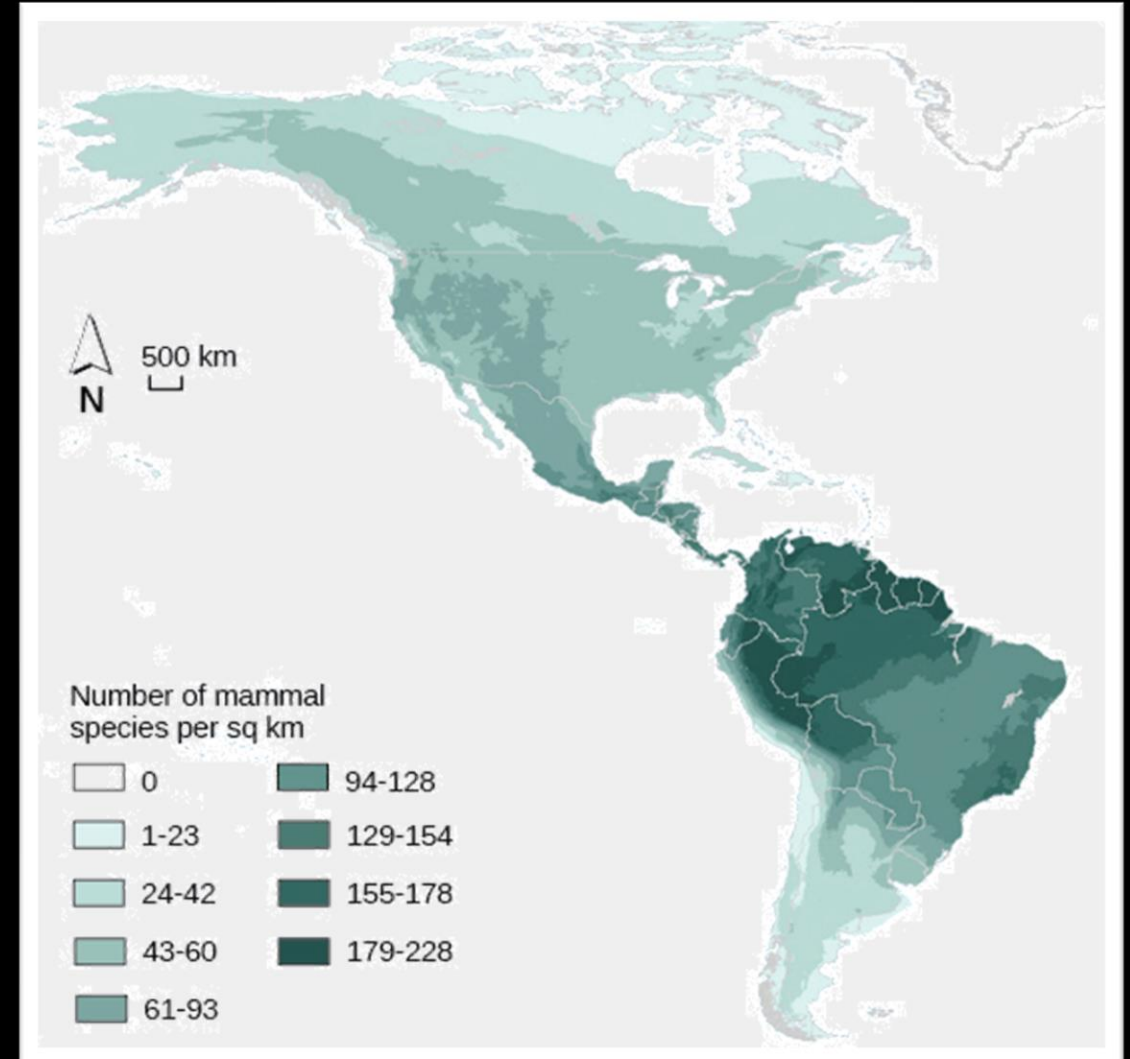 500 km
N
Number of mammal
species per sq km
0
1-23
24-42
43-60
61-93
94-128
129-154
155-178
179-228